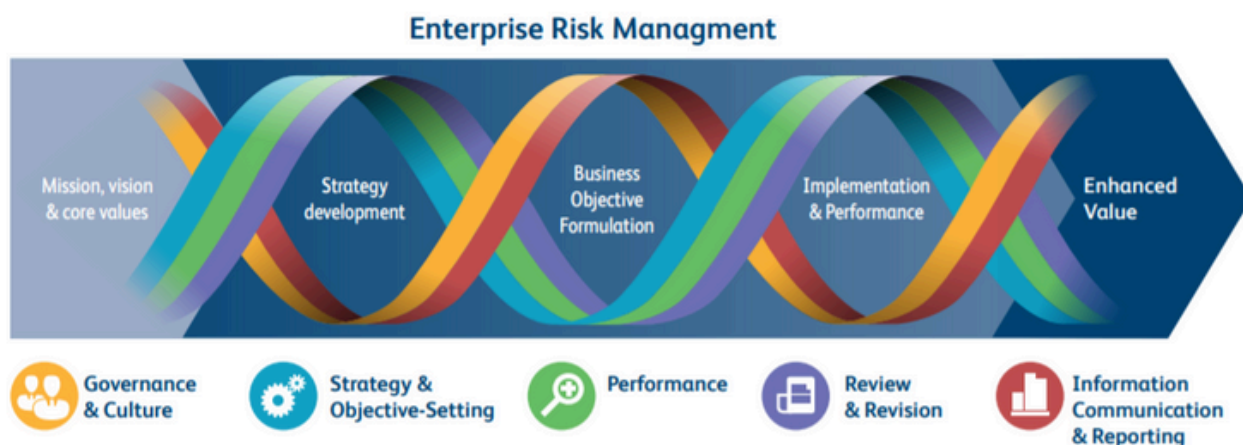 Enterprise Risk Managment
Mission, vision
& core values
Strategy
development
Business
Objective
Formulation
Implementation
& Performance
Enhanced
Value
Governance
& Culture
Strategy &
Objective-Setting
Performance
Review
& Revision
Information
Communication
& Reporting